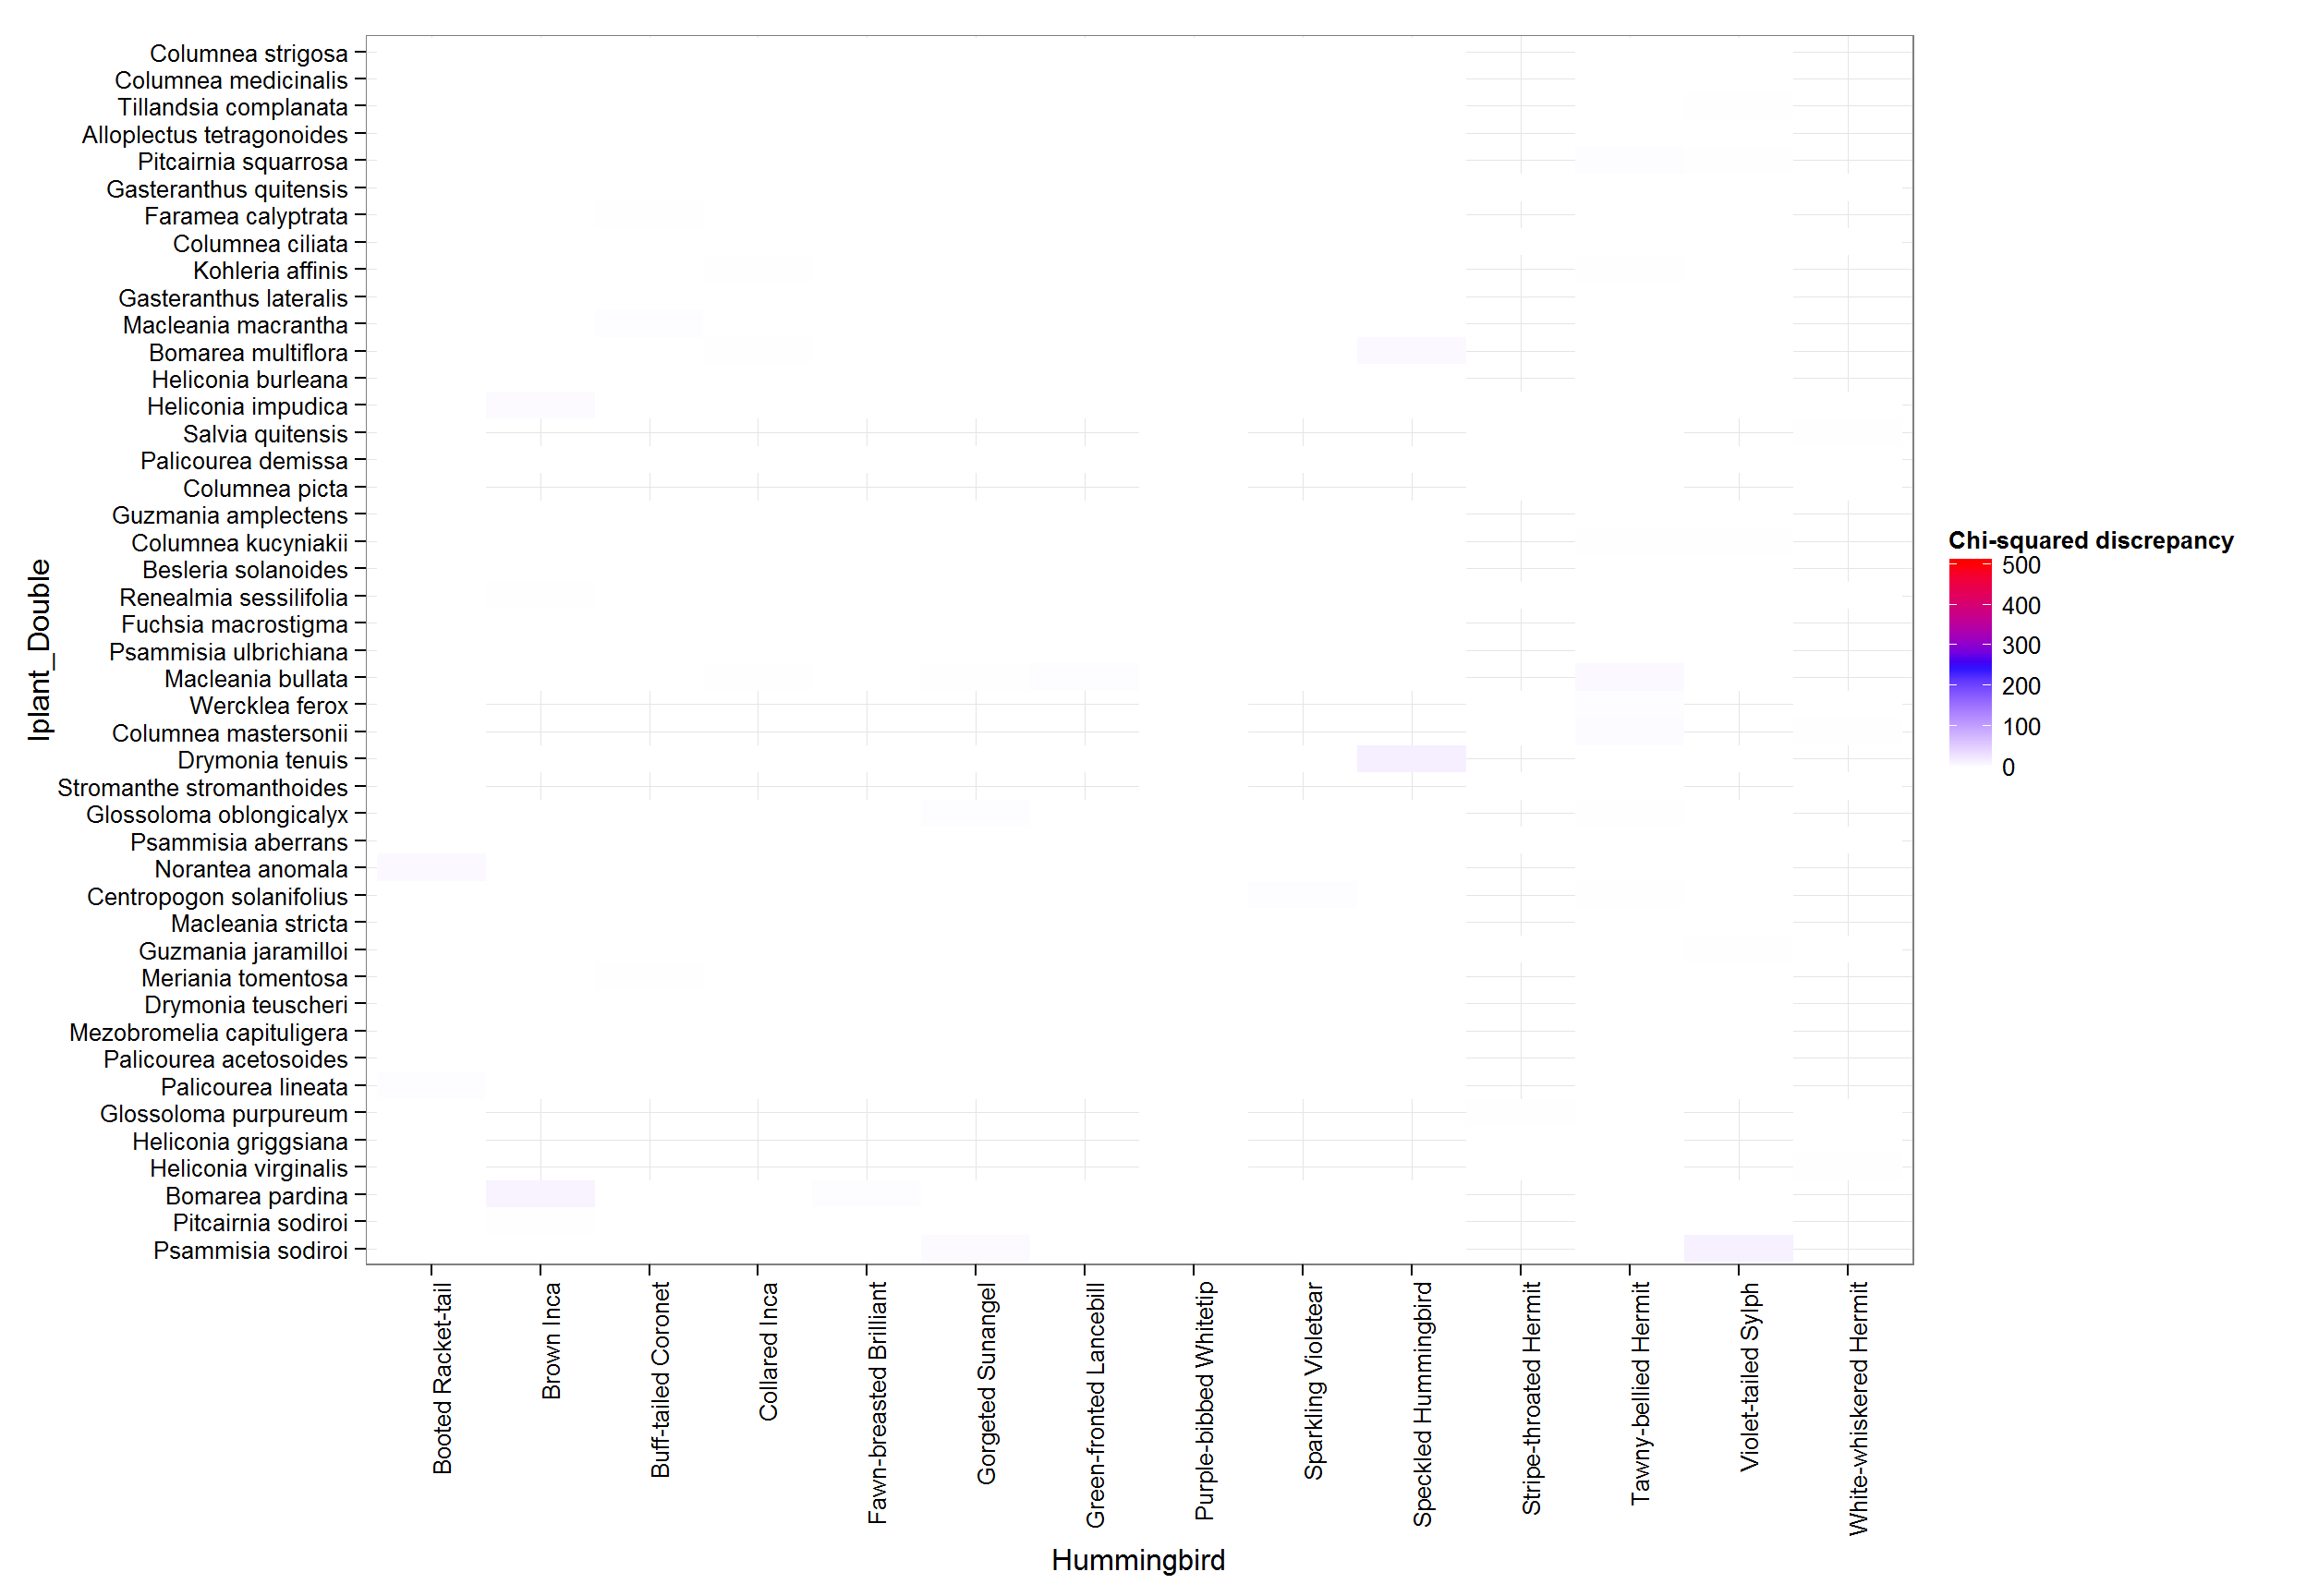 Columnea strigosa
Columnea medicinalis
Tillandsia complanata
Alloplectus tetragonoides
Pitcairnia squarrosa
Gasteranthus quitensis
Faramea calyptrata
Columnea ciliata
Kohleria affinis
Gasteranthus lateralis
Macleania macrantha
Bomarea multiflora
Heliconia burleana
Heliconia impudica
Salvia quitensis
Palicourea demissa
Columnea picta
Guzmania amplectens
Columnea kucyniakii
Besleria solanoides
Renealmia sessilifolia
Fuchsia macrostigma
Psammisia ulbrichiana
Macleania bullata
Wercklea ferox
Columnea mastersonii
Drymonia tenuis
Stromanthe stromanthoides
Glossoloma oblongicalyx
Psammisia aberrans
Norantea anomala
Centropogon solanifolius
Macleania stricta
Guzmania jaramilloi
Meriania tomentosa
Drymonia teuscheri
Mezobromelia capituligera
Palicourea acetosoides
Palicourea lineata
Glossoloma purpureum
Heliconia griggsiana
Heliconia virginalis
Bomarea pardina
Pitcairnia sodiroi
Psammisia sodiroi
Iplant_Double
Booted Racket-tail
Brown Inca
Buff-tailed Coronet
Collared Inca
Fawn-breasted Brilliant
Gorgeted Sunangel
Green-fronted Lancebill
Purple-bibbed Whitetip
Sparkling Violetear
Speckled Hummingbird
Stripe-throated Hermit
Tawny-bellied Hermit
Violet-tailed Sylph
White-whiskered Hermit
Hummingbird
Chi-squared discrepancy
500
400
300
200
100
0